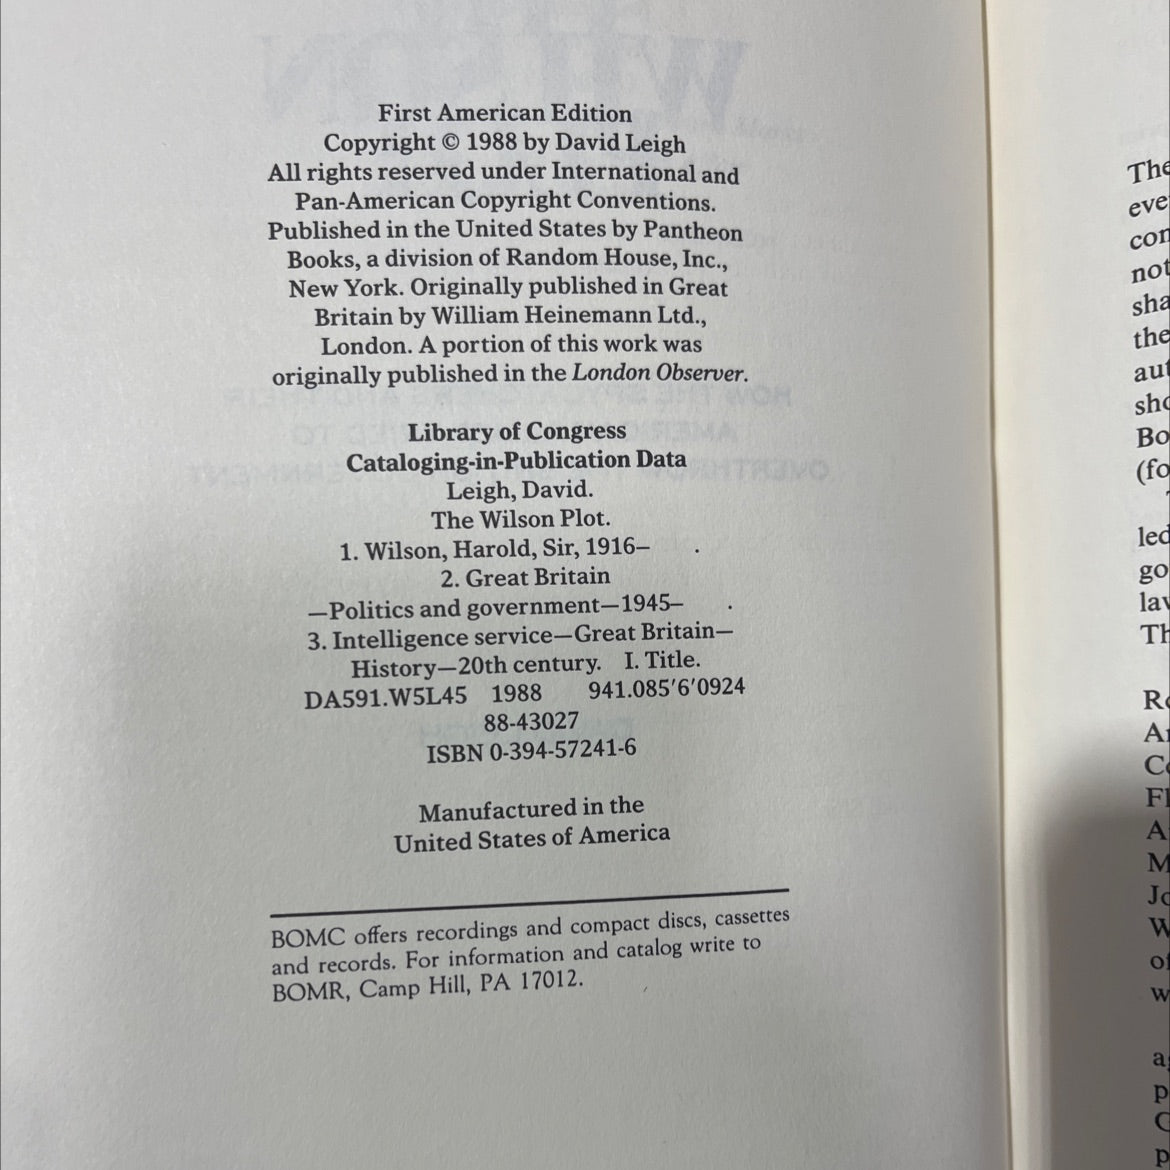 First American Edition
Copyright © 1988 by David Leigh
All rights reserved under International and
Pan-American Copyright Conventions.
Published in the United States by Pantheon
Books, a division of Random House, Inc.,
New York. Originally published in Great
Britain by William Heinemann Ltd.,
London. A portion of this work was
originally published in the London Observer.
Library of Congress
Cataloging-in-Publication Data
Leigh, David.
The Wilson Plot.
1. Wilson, Harold, Sir, 1916– .
2. Great Britain
—Politics and government—1945– .
3. Intelligence service—Great Britain—
History—20th century. I. Title.
DA591.W5L45 1988 941.085'6'0924
88-43027
ISBN 0-394-57241-6
Manufactured in the
United States of America
BOMC offers recordings and compact discs, cassettes
and records. For information and catalog write to
BOMR, Camp Hill, PA 17012.